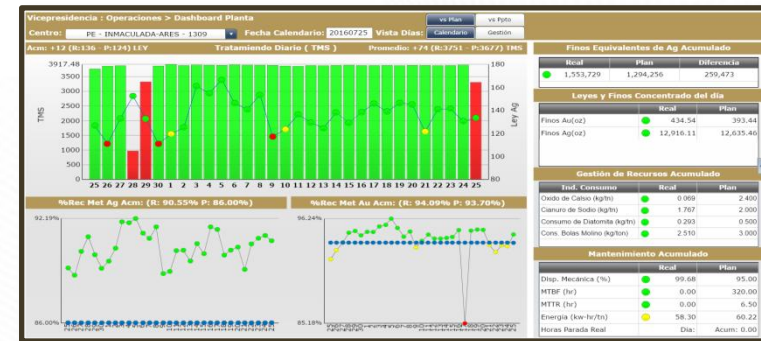 Vicepresidencia : Operaciones > Dashboard Planta
vs Plan vs Ppto
Centro: PE - INMACULADA-ARES - 1309 Fecha Calendario: 20160725 Vista Dias: Calendario Gestión
Acm: +12 (R:136 - P:124) LEY Tratamiendo Diario ( TMS ) Promedio: +74 (R:3751 - P:3677) TMS
3917.48
3500
3000
2500
2000
1500
1000
500
0
TMS
180
160
140
120
100
80
Ley Ag
25 26 27 28 29 30 1 2 3 4 5 6 7 8 9 10 11 12 13 14 15 16 17 18 19 20 21 22 23 24 25
%Rec Met Ag Acm: (R: 90.55% P: 86.00%)
92.19%
86.00%
%Rec Met Au Acm: (R: 94.09% P: 93.70%)
96.24%
85.18%
Finos Equivalentes de Ag Acumulado
Real Plan Diferencia
1,553,729 1,294,256 259,473
Leyes y Finos Concentrado del día
Real Plan
Finos Au(oz) 434.54 393.44
Finos Ag(oz) 12,916.11 12,635.46
Gestión de Recursos Acumulado
Ind. Consumo Real Plan
Oxido de Calsio (kg/tn) 0.069 2.400
Cianuro de Sodio (kg/tn) 1.767 2.000
Consumo de Diatomita (kg/tn) 0.293 0.500
Cons. Bolas Molino (kg/ton) 2.510 3.000
Mantenimiento Acumulado
Real Plan
Disp. Mecánica (%) 99.68 95.00
MTBF (hr) 0.00 320.00
MTTR (hr) 0.00 6.50
Energia (kw-hr/tn) 58.30 60.22
Horas Parada Real Dia: Acum: 0.00